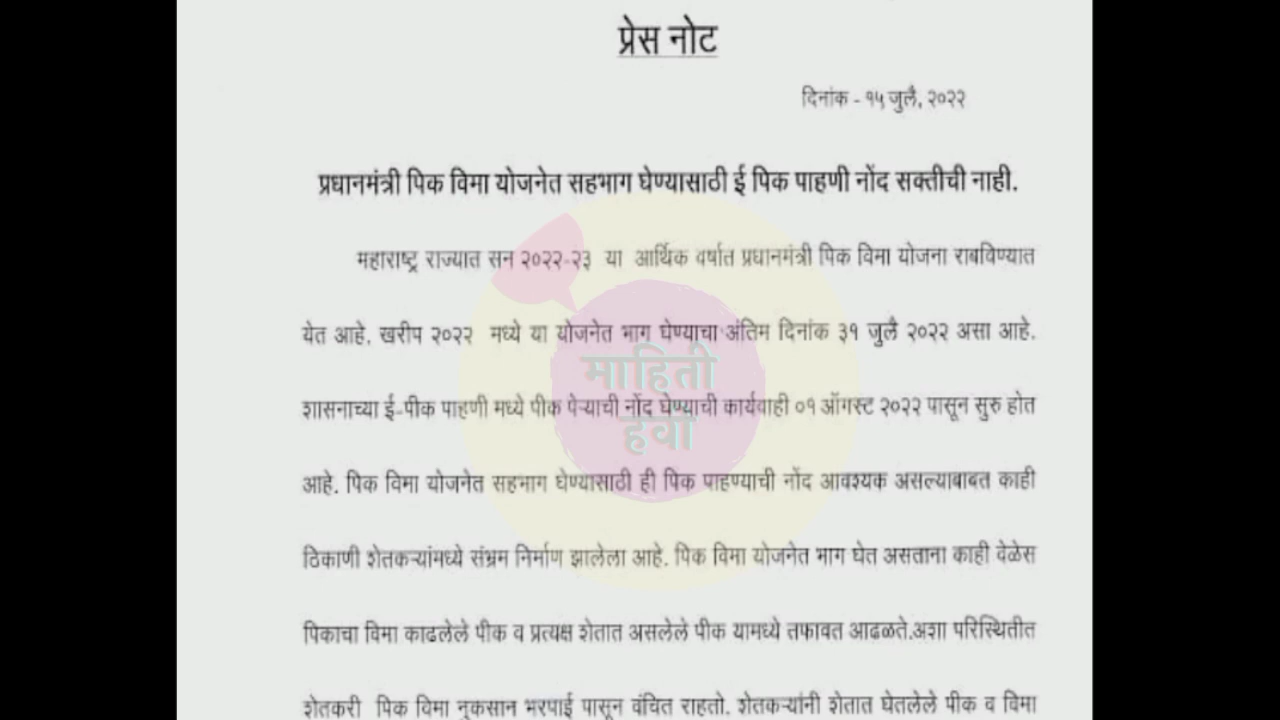 प्रेस नोट
दिनांक - १५ जुलै, २०२२
प्रधानमंत्री पिक विमा योजनेत सहभाग घेण्यासाठी ई पिक पाहणी नोंद सक्तीची नाही.
महाराष्ट्र राज्यात सन २०२२-२३ या आर्थिक वर्षात प्रधानमंत्री पिक विमा योजना राबविण्यात
येत आहे. खरीप २०२२ मध्ये या योजनेत भाग घेण्याचा अंतिम दिनांक ३१ जुलै २०२२ असा आहे.
माहिती
शासनाच्या ई-पीक पाहणी मध्ये पीक पेऱ्याची नोंद घेण्याची कार्यवाही ०१ ऑगस्ट २०२२ पासून सुरु होत
हवी
आहे. पिक विमा योजनेत सहभाग घेण्यासाठी ही पिक पाहण्याची नोंद आवश्यक असल्याबाबत काही
ठिकाणी शेतकऱ्यांमध्ये संभ्रम निर्माण झालेला आहे. पिक विमा योजनेत भाग घेत असताना काही वेळेस
पिकाचा विमा काढलेले पीक व प्रत्यक्ष शेतात असलेले पीक यामध्ये तफावत आढळते.अशा परिस्थितीत
शेतकरी पिक विमा नुकसान भरपाई पासून वंचित राहतो. शेतकऱ्यांनी शेतात घेतलेले पीक व विमा